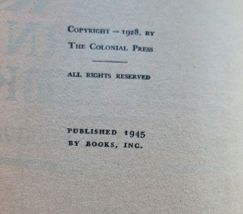 Copyright — 1928, by
The Colonial Press
ALL RIGHTS RESERVED
PUBLISHED 1945
BY BOOKS, INC.